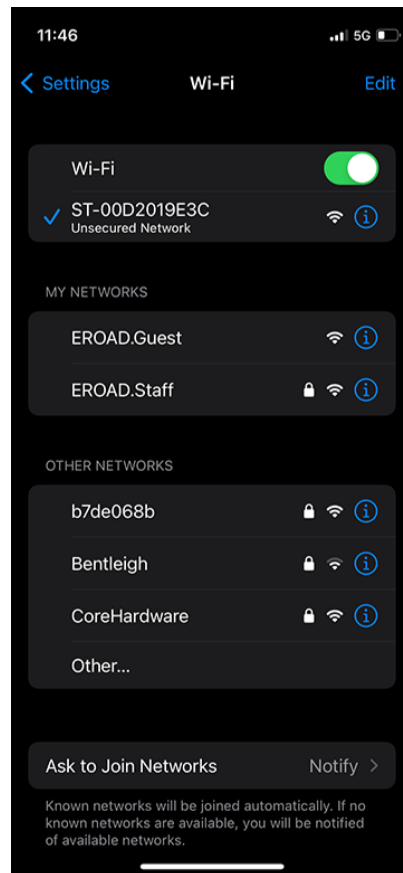 11:46
5G
Settings
Wi-Fi
Edit
Wi-Fi
ST-00D2019E3C
Unsecured Network
MY NETWORKS
EROAD.Guest
EROAD.Staff
OTHER NETWORKS
b7de068b
Bentleigh
CoreHardware
Other...
Ask to Join Networks
Notify
Known networks will be joined automatically. If no
known networks are available, you will be notified
of available networks.